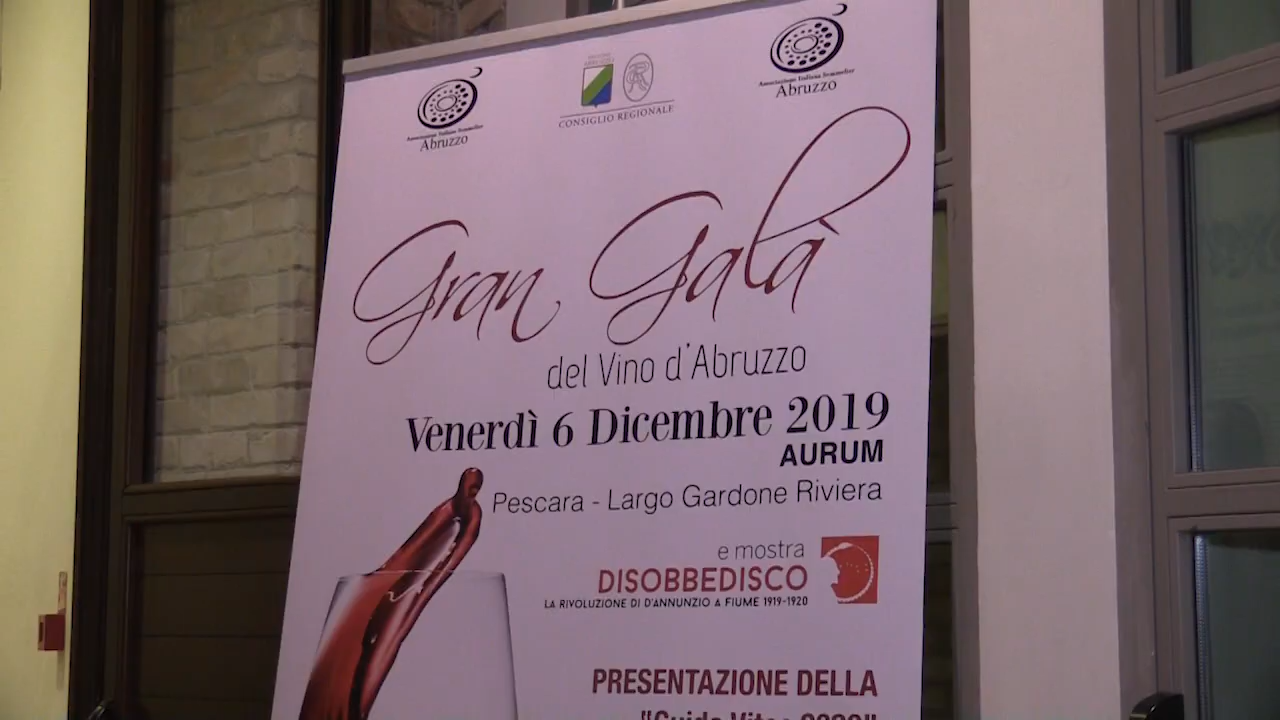 Associazione Italiana Sommelier
Abruzzo
CONSIGLIO REGIONALE
Associazione Italiana Sommelier
Abruzzo
Gran Galà
del Vino d'Abruzzo
Venerdì 6 Dicembre 2019
AURUM
Pescara - Largo Gardone Riviera
e mostra
DISOBBEDISCO
LA RIVOLUZIONE DI D'ANNUNZIO A FIUME 1919-1920
PRESENTAZIONE DELLA